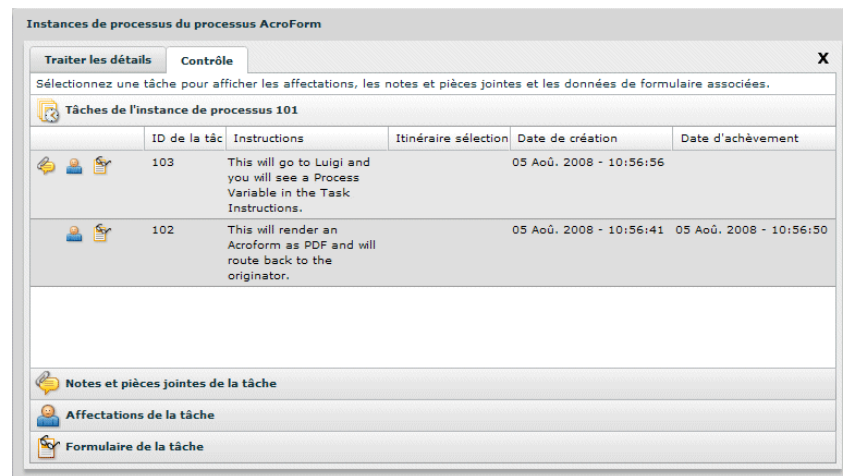 Instances de processus du processus AcroForm
Traiter les détails Contrôle X
Sélectionnez une tâche pour afficher les affectations, les notes et pièces jointes et les données de formulaire associées.
Tâches de l'instance de processus 101
ID de la tâc Instructions Itinéraire sélection Date de création Date d'achèvement
103 This will go to Luigi and 05 Aoû. 2008 - 10:56:56
you will see a Process
Variable in the Task
Instructions.
102 This will render an 05 Aoû. 2008 - 10:56:41 05 Aoû. 2008 - 10:56:50
Acroform as PDF and will
route back to the
originator.
Notes et pièces jointes de la tâche
Affectations de la tâche
Formulaire de la tâche